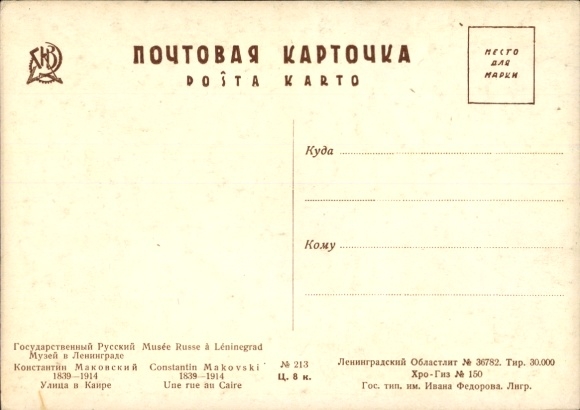 ПОЧТОВАЯ КАРТОЧКА
POŜTA KARTO
МЕСТО
ДЛЯ
МАРКИ
Куда
Кому
Государственный Русский
Музей в Ленинграде
Константин Маковский
1839—1914
Улица в Каире
Musée Russe à Léninegrad
Constantin Makovski
1839—1914
Une rue au Caire
№ 213
Ц. 8 к.
Ленинградский Областлит № 36782. Тир. 30.000
Хро-Гиз № 150
Гос. тип. им. Ивана Федорова. Лнгр.